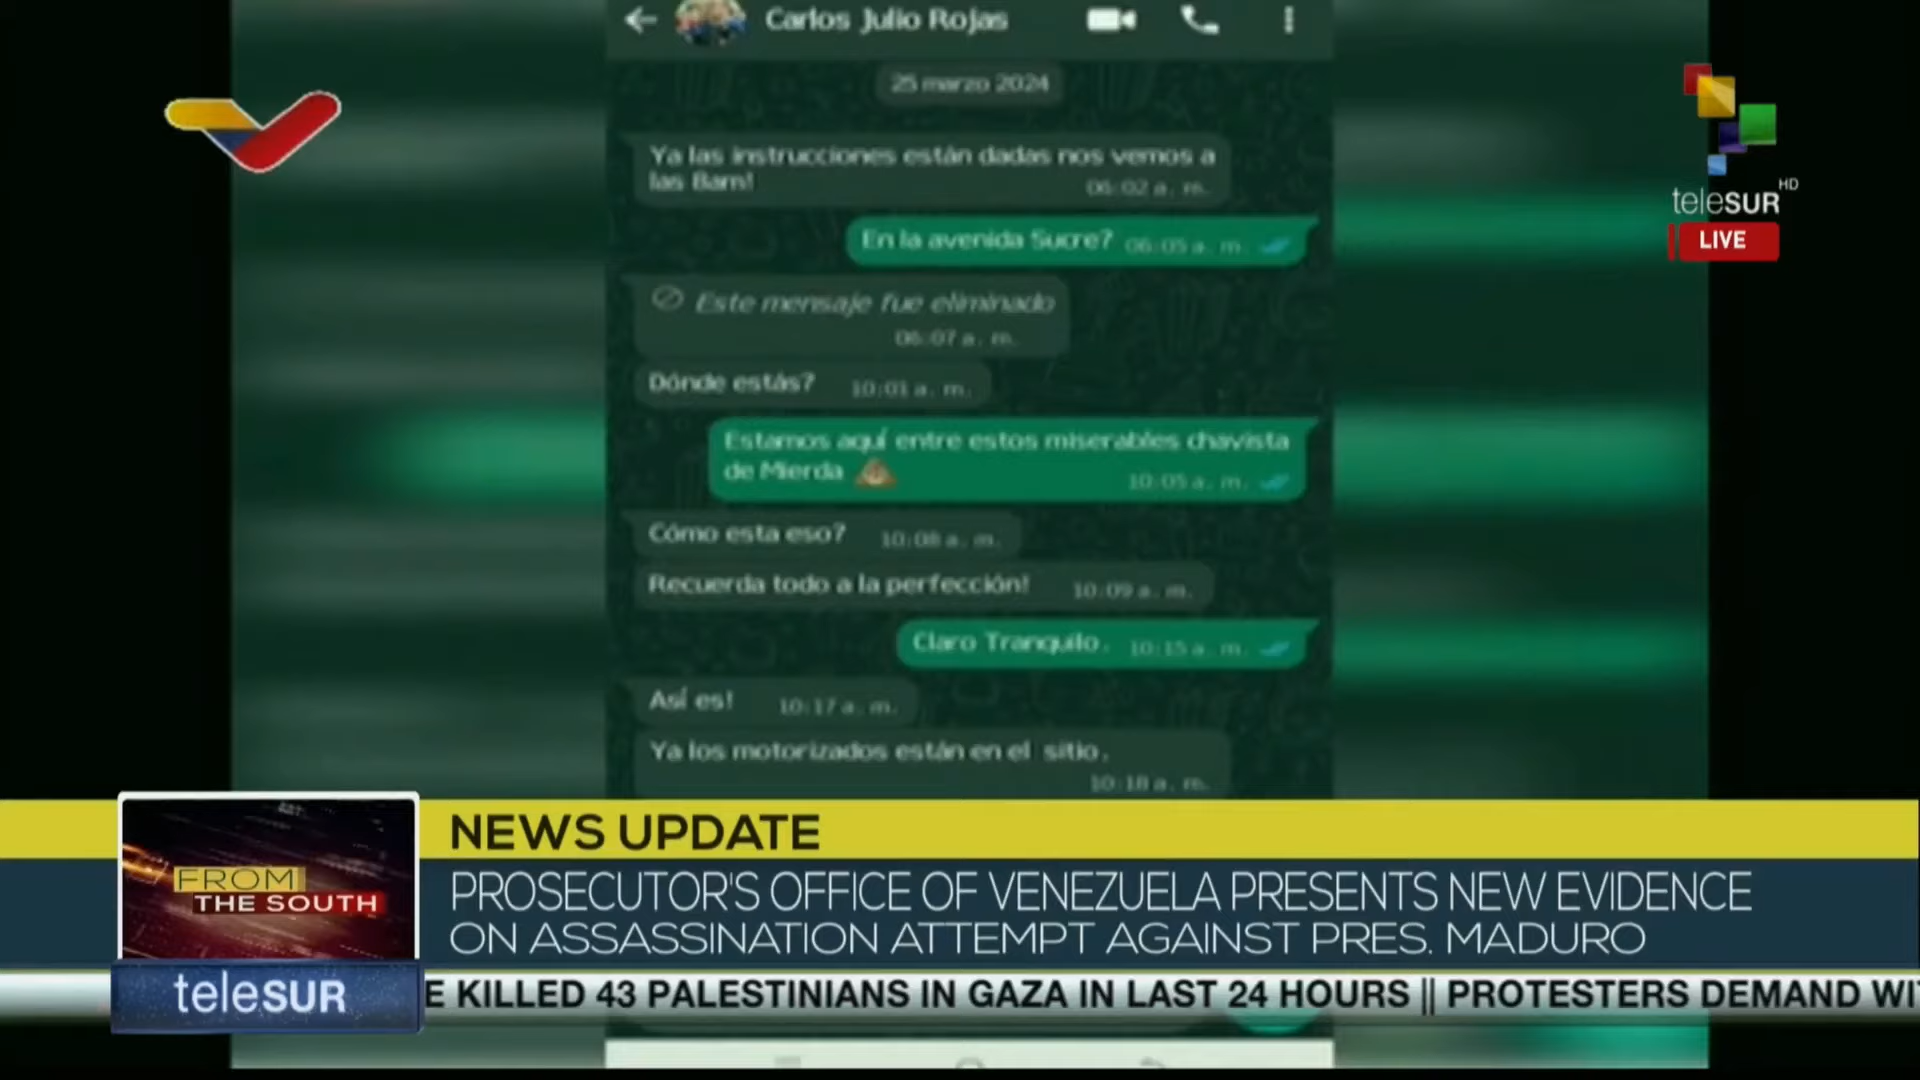 Carlos Julio Rojas
25 marzo 2024
Ya las instrucciones están dadas nos vemos a
las 8am!
06:02 a. m.
En la avenida Sucre? 06:05 a. m.
Este mensaje fue eliminado
06:07 a. m.
Dónde estás? 10:01 a. m.
Estamos aquí entre estos miserables chavista
de Mierda 💩
10:05 a. m.
Cómo esta eso? 10:08 a. m.
Recuerda todo a la perfección! 10:09 a. m.
Claro Tranquilo. 10:15 a. m.
Así es! 10:17 a. m.
Ya los motorizados están en el sitio.
10:18 a. m.
teleSUR HD
LIVE
NEWS UPDATE
FROM
THE SOUTH
PROSECUTOR'S OFFICE OF VENEZUELA PRESENTS NEW EVIDENCE
ON ASSASSINATION ATTEMPT AGAINST PRES. MADURO
teleSUR
E KILLED 43 PALESTINIANS IN GAZA IN LAST 24 HOURS || PROTESTERS DEMAND WI